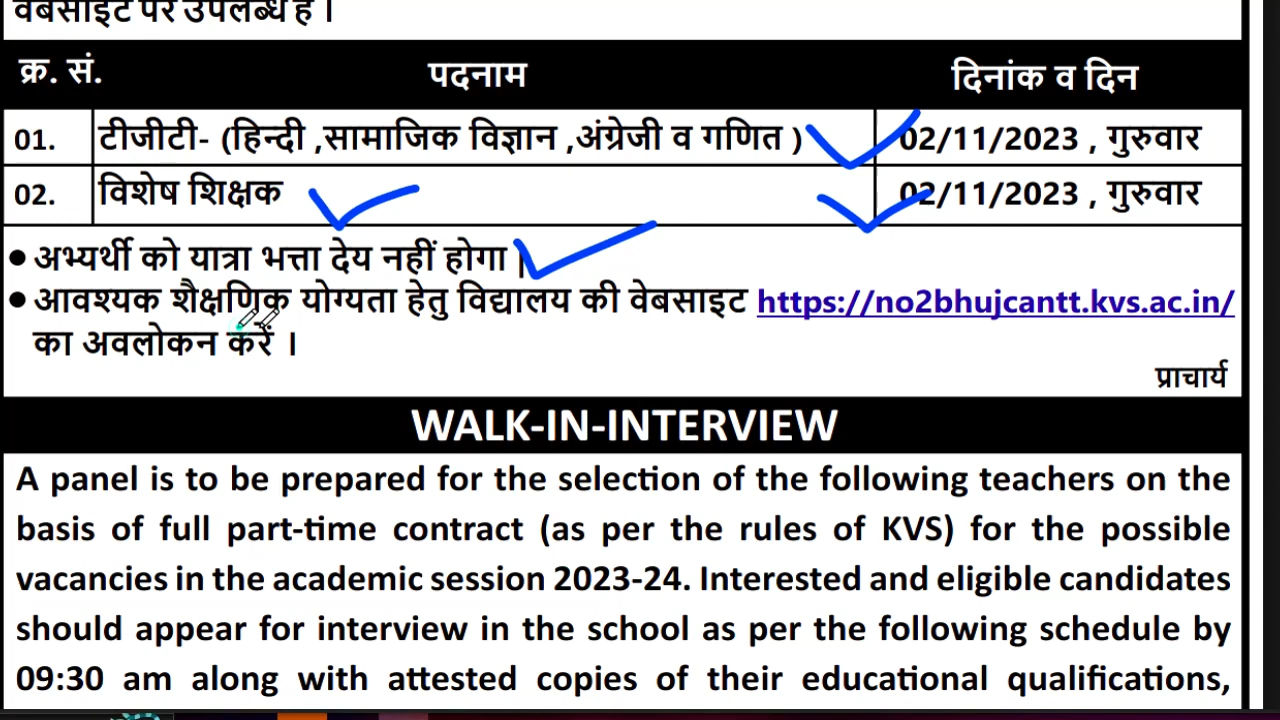 वेबसाइट पर उपलब्ध है ।
क्र. सं. पदनाम दिनांक व दिन
01. टीजीटी- (हिन्दी ,सामाजिक विज्ञान ,अंग्रेजी व गणित ) 02/11/2023 , गुरुवार
02. विशेष शिक्षक 02/11/2023 , गुरुवार
● अभ्यर्थी को यात्रा भत्ता देय नहीं होगा |
● आवश्यक शैक्षणिक योग्यता हेतु विद्यालय की वेबसाइट https://no2bhujcantt.kvs.ac.in/
का अवलोकन करें ।
प्राचार्य
WALK-IN-INTERVIEW
A panel is to be prepared for the selection of the following teachers on the
basis of full part-time contract (as per the rules of KVS) for the possible
vacancies in the academic session 2023-24. Interested and eligible candidates
should appear for interview in the school as per the following schedule by
09:30 am along with attested copies of their educational qualifications,